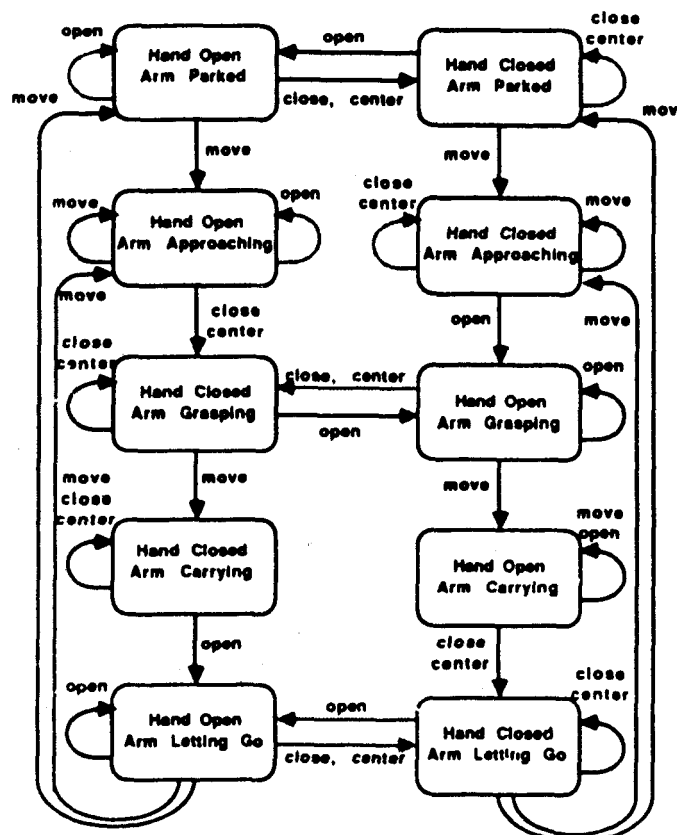 open
Hand Open
Arm Parked
open
close, center
Hand Closed
Arm Parked
close
center
move
move
move
move
move
Hand Open
Arm Approaching
open
close
center
Hand Closed
Arm Approaching
move
move
close
center
open
move
close
center
Hand Closed
Arm Grasping
close, center
open
Hand Open
Arm Grasping
open
move
move
move
close
center
Hand Closed
Arm Carrying
Hand Open
Arm Carrying
move
open
open
close
center
open
Hand Open
Arm Letting Go
open
close, center
Hand Closed
Arm Letting Go
close
center